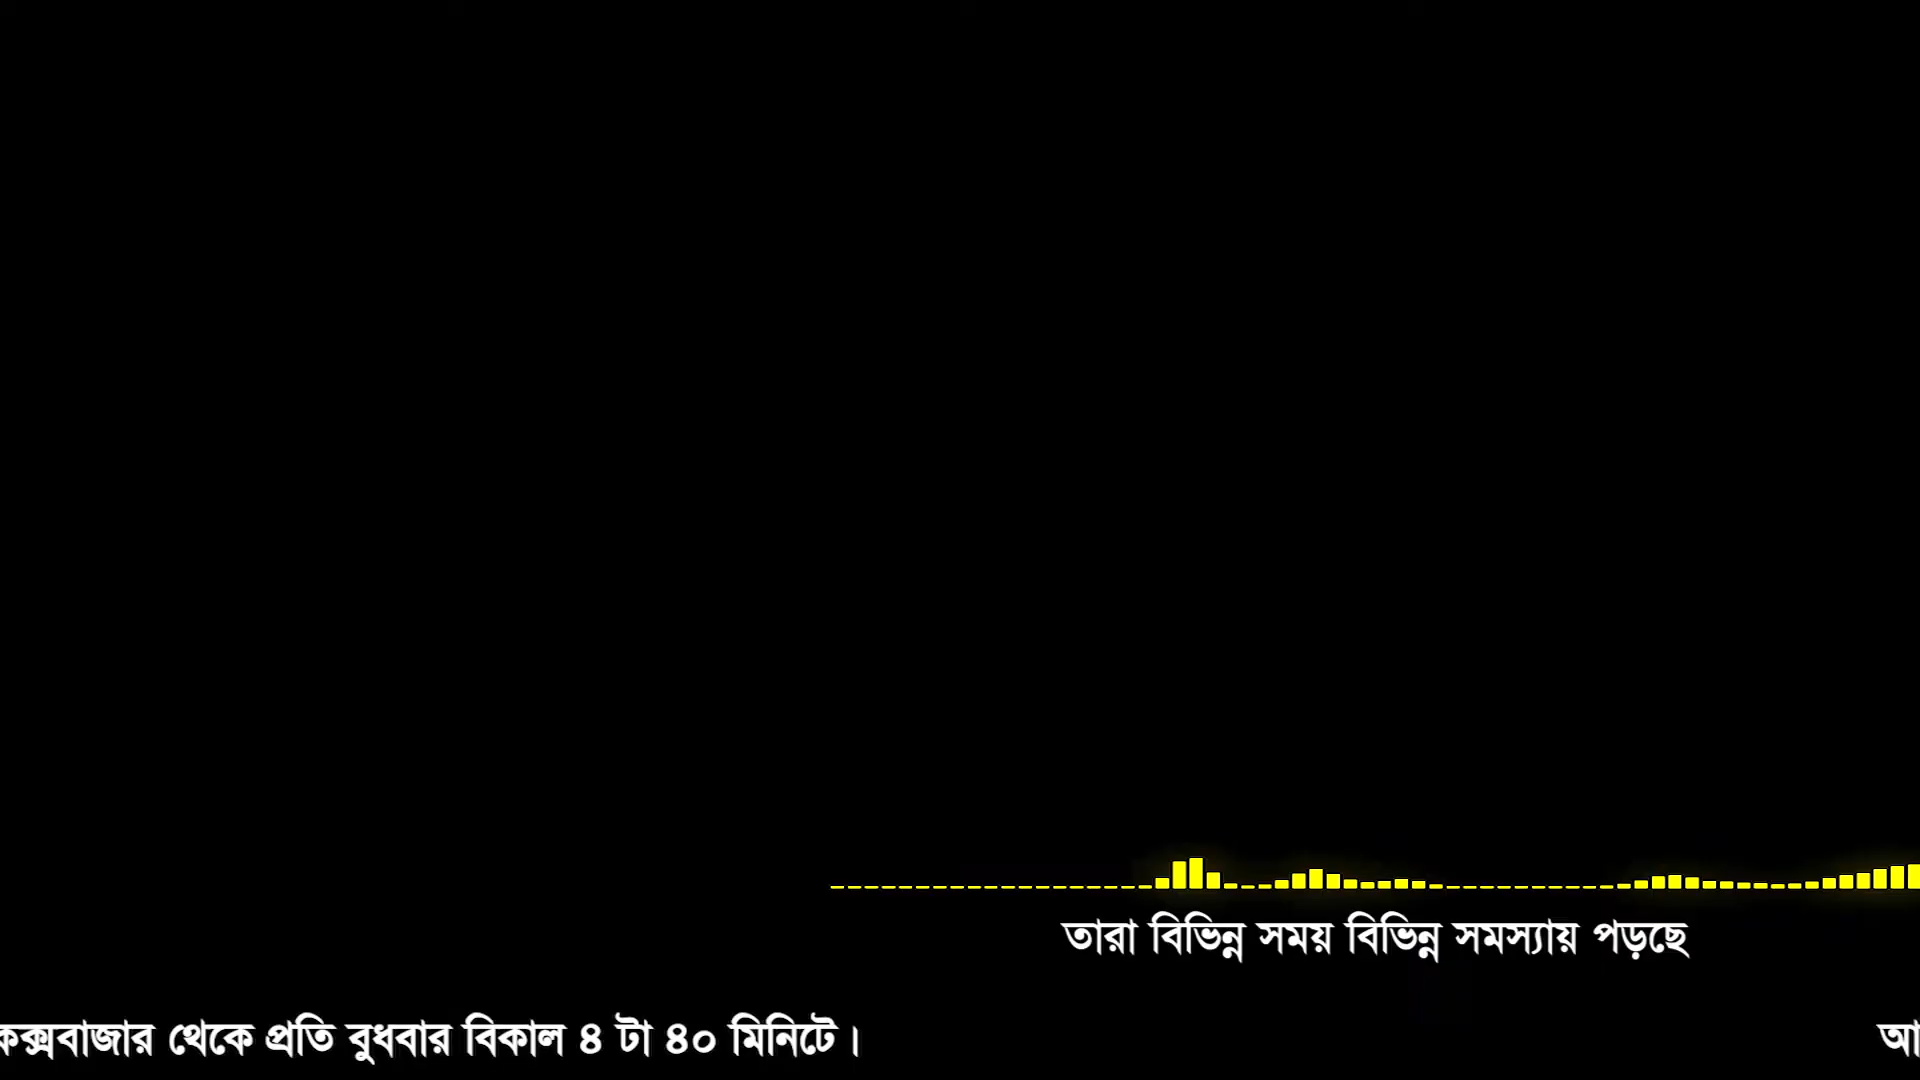 তারা বিভিন্ন সময় বিভিন্ন সমস্যায় পড়ছে
কক্সবাজার থেকে প্রতি বুধবার বিকাল ৪ টা ৪০ মিনিটে।